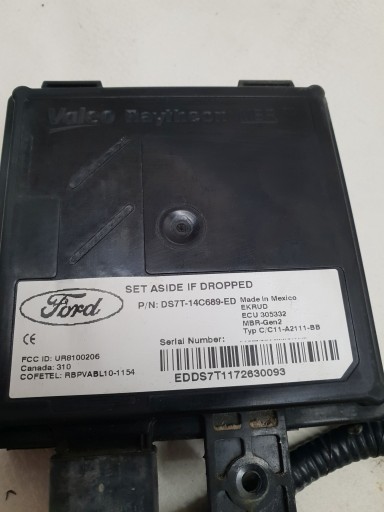 Valeo Raytheon
SET ASIDE IF DROPPED
Ford
P/N: DS7T-14C689-ED
Made in Mexico
EKRUD
ECU 305332
MBR-Gen2
Typ C/C11-A2111-BB
CE
FCC ID: UR8100206
Canada: 310
COFETEL: RBPVABL10-1154
Serial Number:
EDDS7T1172630093